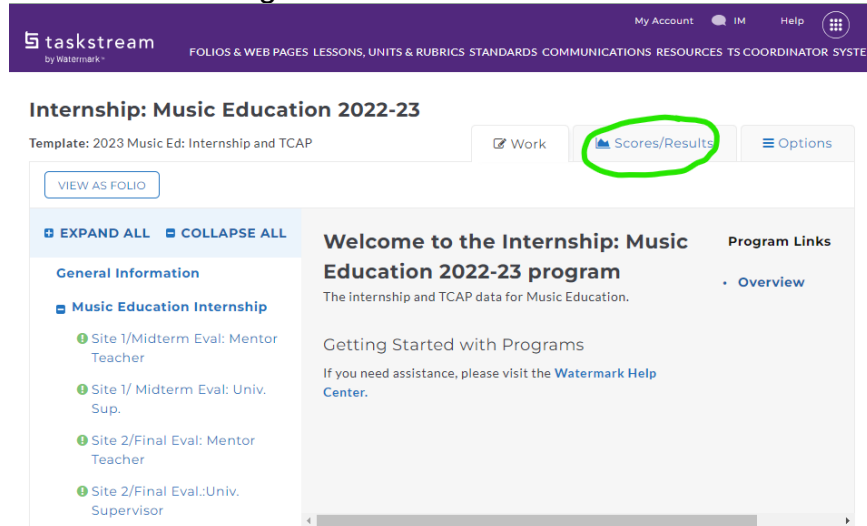 My Account IM Help
taskstream
by Watermark
FOLIOS & WEB PAGES LESSONS, UNITS & RUBRICS STANDARDS COMMUNICATIONS RESOURCES TS COORDINATOR SYSTE
Internship: Music Education 2022-23
Template: 2023 Music Ed: Internship and TCAP
Work
Scores/Results
Options
VIEW AS FOLIO
EXPAND ALL COLLAPSE ALL
General Information
Music Education Internship
Site 1/Midterm Eval: Mentor
Teacher
Site 1/ Midterm Eval: Univ.
Sup.
Site 2/Final Eval: Mentor
Teacher
Site 2/Final Eval.:Univ.
Supervisor
Welcome to the Internship: Music
Education 2022-23 program
The internship and TCAP data for Music Education.
Getting Started with Programs
If you need assistance, please visit the Watermark Help
Center.
Program Links
• Overview